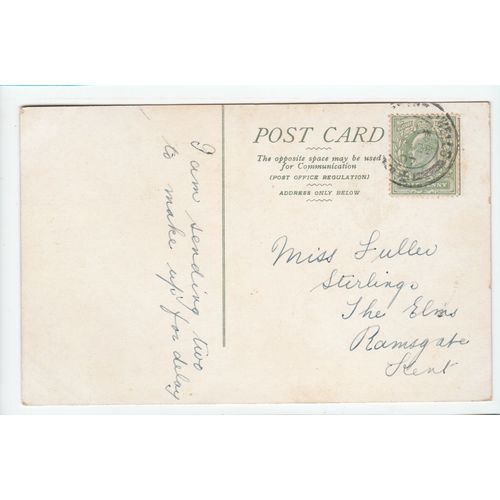 I am sending two
to make up for delay
POST CARD
The opposite space may be used
for Communication
(POST OFFICE REGULATION)
ADDRESS ONLY BELOW
Miss Fuller
Sterlings
The Elms
Ramsgate
Kent